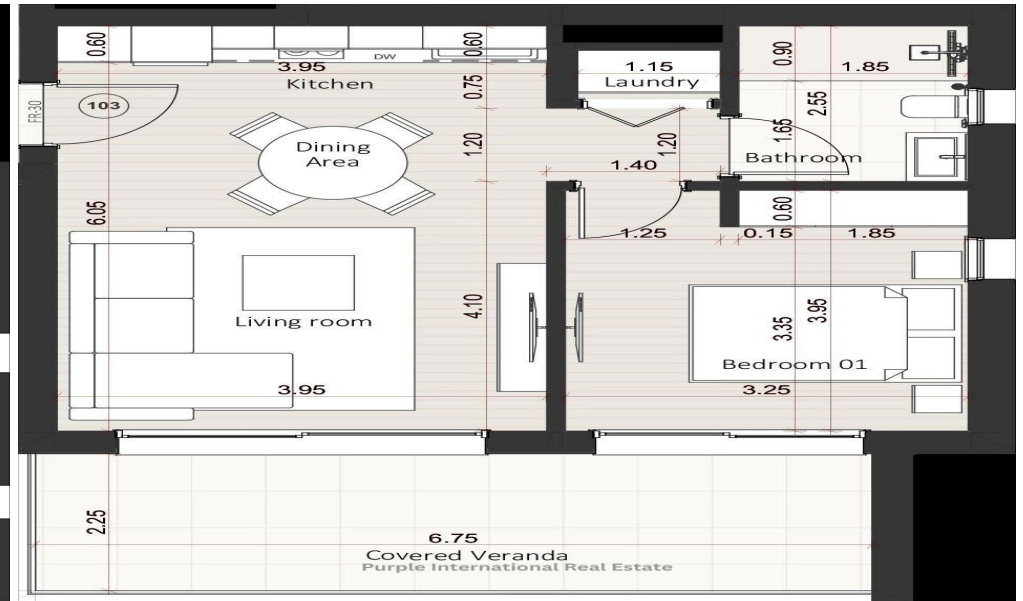 0.60
0.60
DW
3.95
Kitchen
0.75
1.15
Laundry
0.90
1.85
103
FR-30
Dining
Area
1.20
1.20
1.40
2.55
1.65
Bathroom
6.05
1.25
0.60
0.15
1.85
Living room
4.10
3.35
3.95
Bedroom 01
3.95
3.25
2.25
6.75
Covered Veranda
Purple International Real Estate